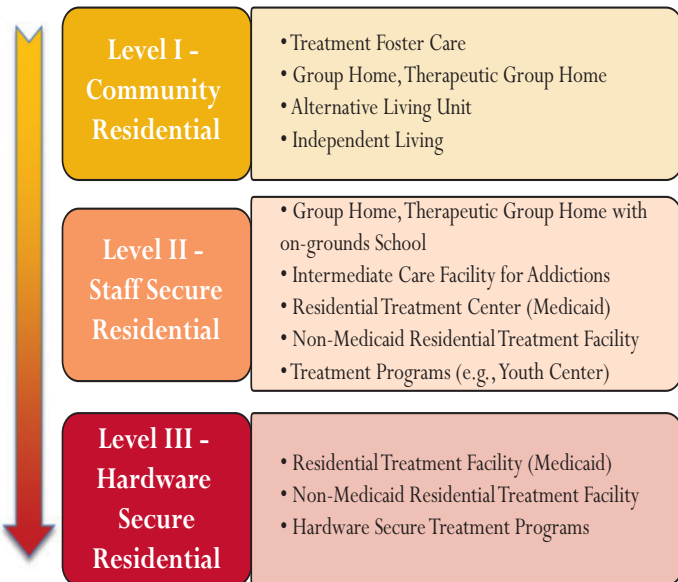 Level I -
Community
Residential
• Treatment Foster Care
• Group Home, Therapeutic Group Home
• Alternative Living Unit
• Independent Living
Level II -
Staff Secure
Residential
• Group Home, Therapeutic Group Home with
on-grounds School
• Intermediate Care Facility for Addictions
• Residential Treatment Center (Medicaid)
• Non-Medicaid Residential Treatment Facility
• Treatment Programs (e.g., Youth Center)
Level III -
Hardware
Secure
Residential
• Residential Treatment Facility (Medicaid)
• Non-Medicaid Residential Treatment Facility
• Hardware Secure Treatment Programs